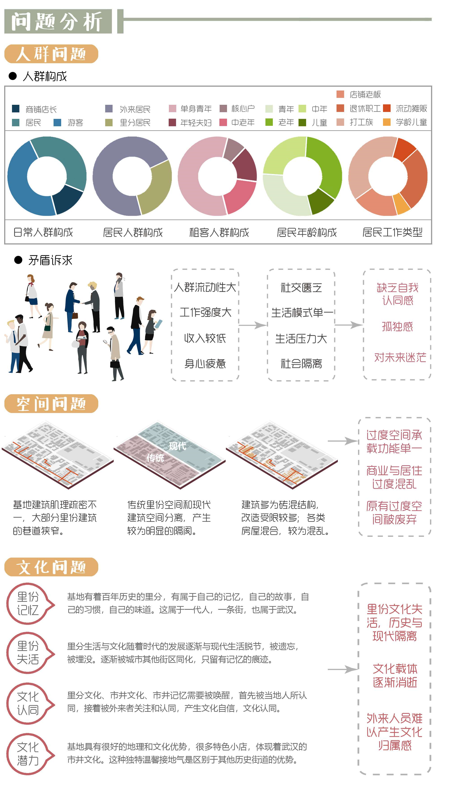 问题分析
人群问题
● 人群构成
商铺店长
居民 游客
外来居民
里分居民
单身青年 核心户
年轻夫妇 中老年
青年 中年
老年 儿童
店铺老板
退休职工 流动摊贩
打工族 学龄儿童
日常人群构成 居民人群构成 租客人群构成 居民年龄构成 居民工作类型
● 矛盾诉求
人群流动性大
工作强度大
收入较低
身心疲惫
社交匮乏
生活模式单一
生活压力大
社会隔离
缺乏自我
认同感
孤独感
对未来迷茫
空间问题
现代
传统
基地建筑肌理疏密不
一，大部分里份建筑
的巷道狭窄。
传统里份空间和现代
建筑空间分离，产生
较为明显的隔阂。
建筑多为砖混结构，
改造受限较多；各类
房屋混合，较为混乱。
过度空间承
载功能单一
商业与居住
过度混乱
原有过度空
间被废弃
文化问题
里份
记忆
基地有着百年历史的里分，有属于自己的记忆，自己的故事，自
己的习惯，自己的味道。这属于一代人，一条街，也属于武汉。
里份
失活
里分生活与文化随着时代的发展逐渐与现代生活脱节，被遗忘，
被埋没。逐渐被城市其他街区同化，只留有记忆的痕迹。
文化
认同
里分文化、市井文化，市井记忆需要被唤醒，首先被当地人所认
同，接着被外来者关注和认同，产生文化自信，文化认同。
文化
潜力
基地具有很好的地理和文化优势，很多特色小店，体现着武汉的
市井文化。这种独特温馨接地气是区别于其他历史街道的优势。
里份文化失
活，历史与
现代隔离
文化载体
逐渐消逝
外来人员难
以产生文化
归属感